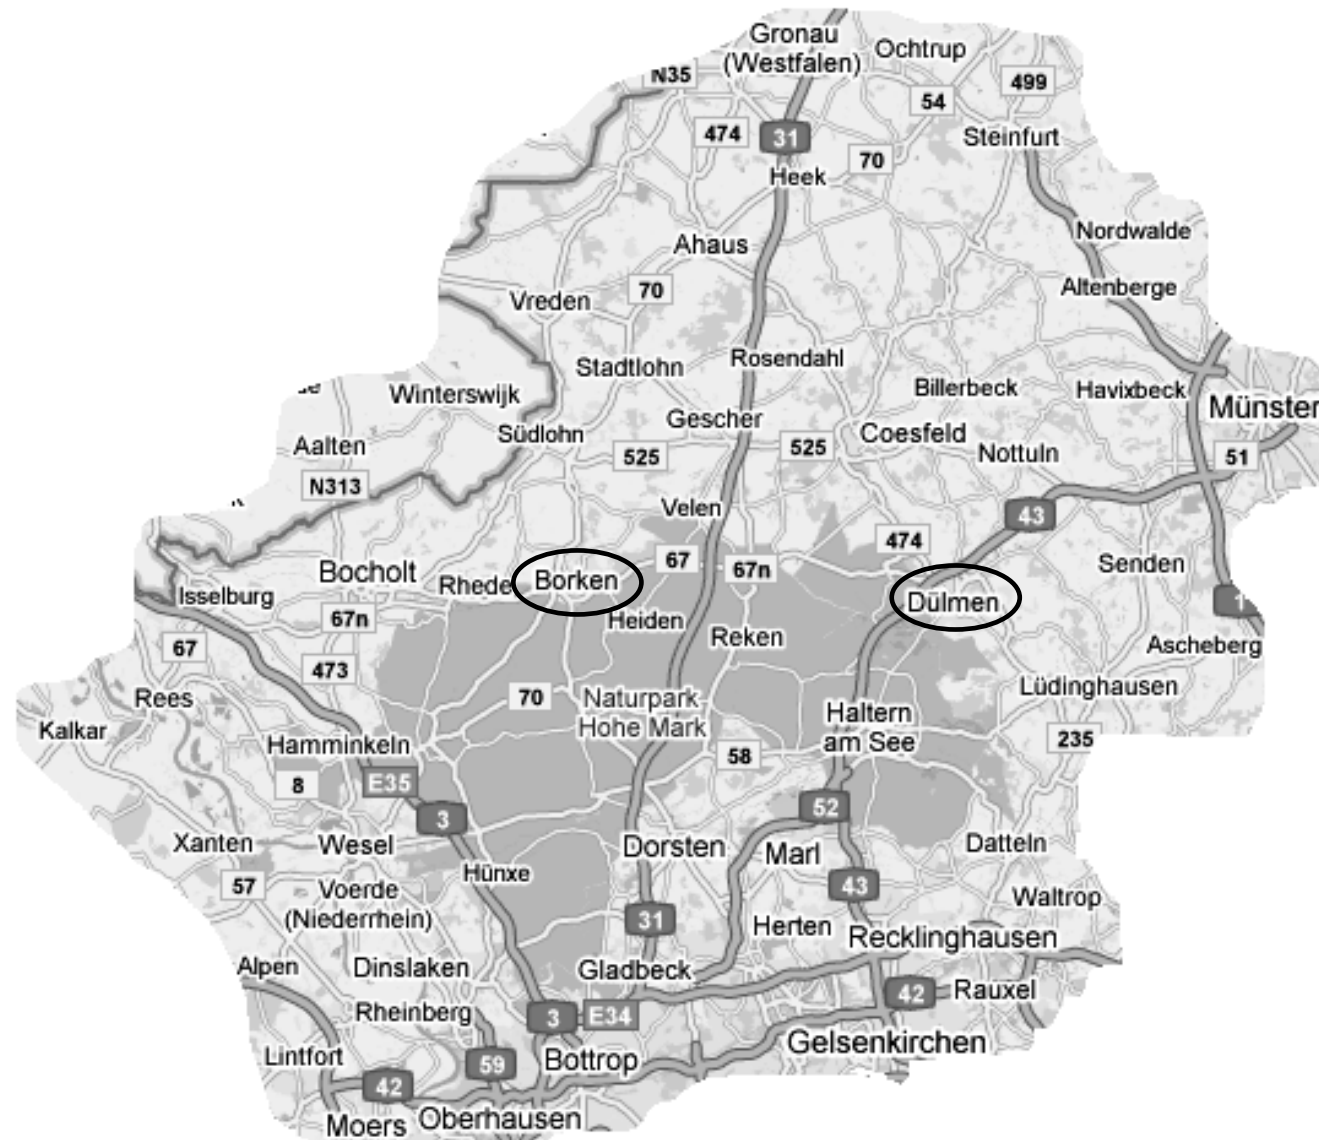 Gronau
(Westfalen)
Ochtrup
N35
499
54
474
31
Steinfurt
70
Heek
Nordwalde
Ahaus
Altenberge
70
Vreden
Rosendahl
Stadtlohn
Billerbeck
Havixbeck
Winterswijk
Münster
Gescher
Südlohn
Coesfeld
Aalten
525
525
Nottuln
51
N313
Velen
43
474
67
67n
Senden
Bocholt
Rhede
Borken
Isselburg
Dülmen
67n
Heiden
1
Reken
Ascheberg
67
473
Rees
70
Naturpark
Hohe Mark
Lüdinghausen
Kalkar
Haltern
am See
Hamminkeln
58
235
8
E35
3
52
Xanten
Wesel
Dorsten
Marl
Datteln
Hünxe
57
Voerde
(Niederrhein)
43
Waltrop
31
Herten
Recklinghausen
Alpen
Dinslaken
Gladbeck
42
Rauxel
Rheinberg
3
E34
Lintfort
59
Bottrop
Gelsenkirchen
42
Moers
Oberhausen